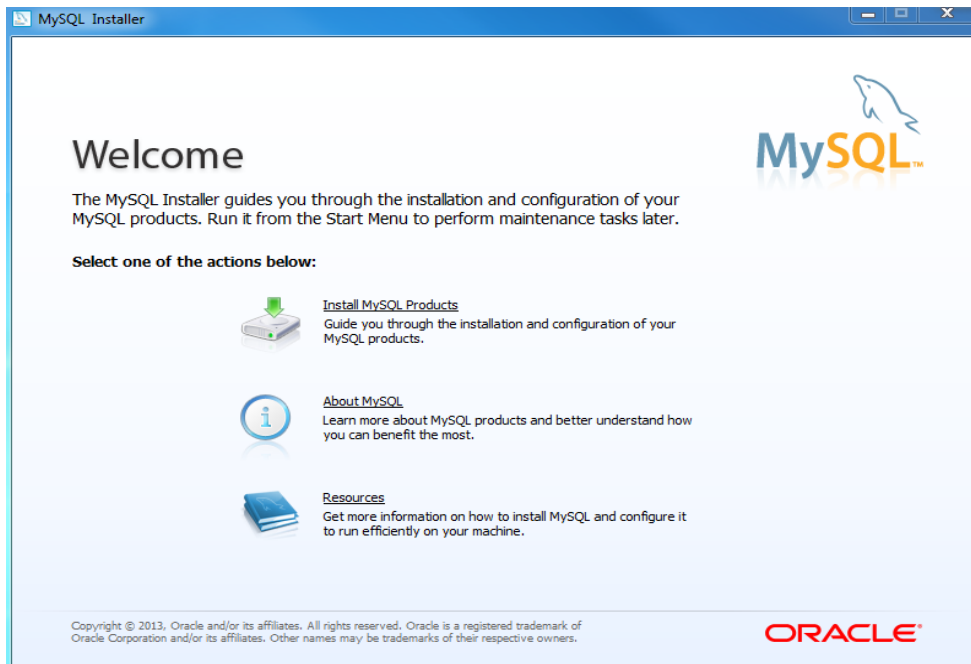 MySQL Installer
MySQL™
Welcome
The MySQL Installer guides you through the installation and configuration of your
MySQL products. Run it from the Start Menu to perform maintenance tasks later.
Select one of the actions below:
Install MySQL Products
Guide you through the installation and configuration of your
MySQL products.
About MySQL
Learn more about MySQL products and better understand how
you can benefit the most.
Resources
Get more information on how to install MySQL and configure it
to run efficiently on your machine.
Copyright © 2013, Oracle and/or its affiliates. All rights reserved. Oracle is a registered trademark of
Oracle Corporation and/or its affiliates. Other names may be trademarks of their respective owners.
ORACLE®